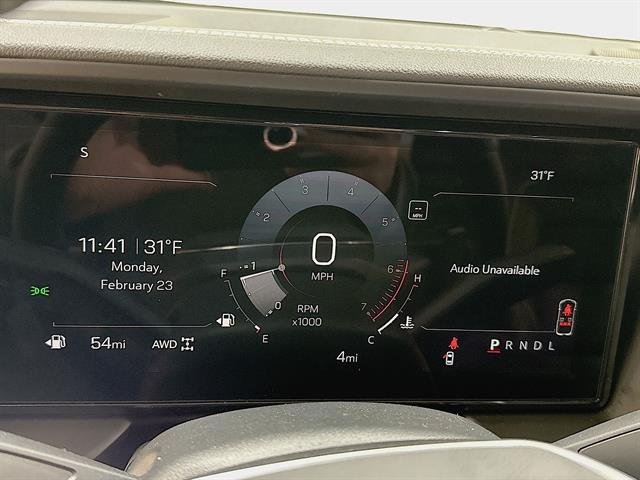 S
31°F
2 3 4 5
-- MPH
11:41 | 31°F
Monday,
February 23
0
MPH
Audio Unavailable
F 1 0 E
RPM
x1000
6 7 H C
54mi AWD
4mi
P R N D L